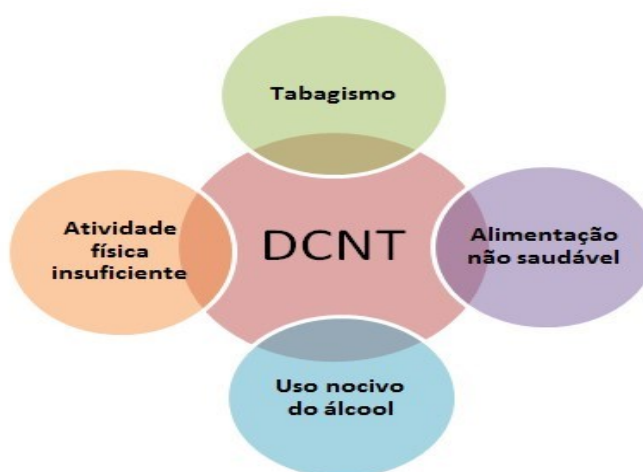 Tabagismo
Atividade
física
insuficiente
DCNT
Alimentação
não saudável
Uso nocivo
do álcool